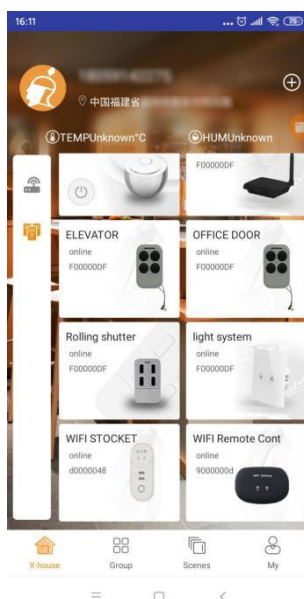 16:11
75
中国福建省
TEMPUnknown°C
HUMUnknown
F00000DF
ELEVATOR
online
F00000DF
OFFICE DOOR
online
F00000DF
Rolling shutter
online
F00000DF
light system
online
F00000DF
WIFI STOCKET
online
d0000048
WIFI Remote Cont
online
9000000d
X-house
Group
Scenes
My